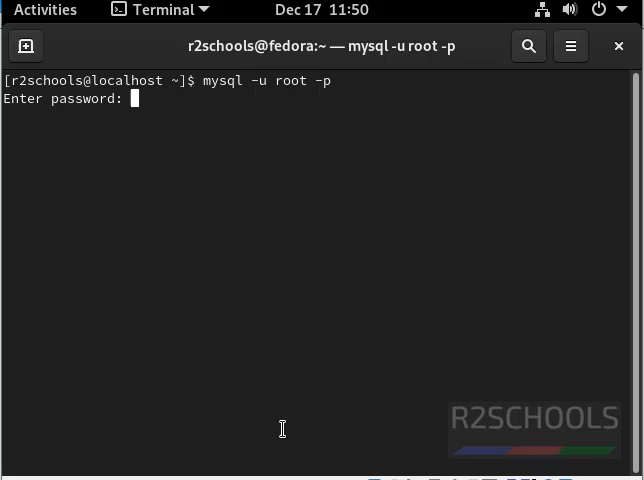 Activities Terminal Dec 17 11:50
r2schools@fedora:~ — mysql -u root -p
[r2schools@localhost ~]$ mysql -u root -p
Enter password:
R2SCHOOLS